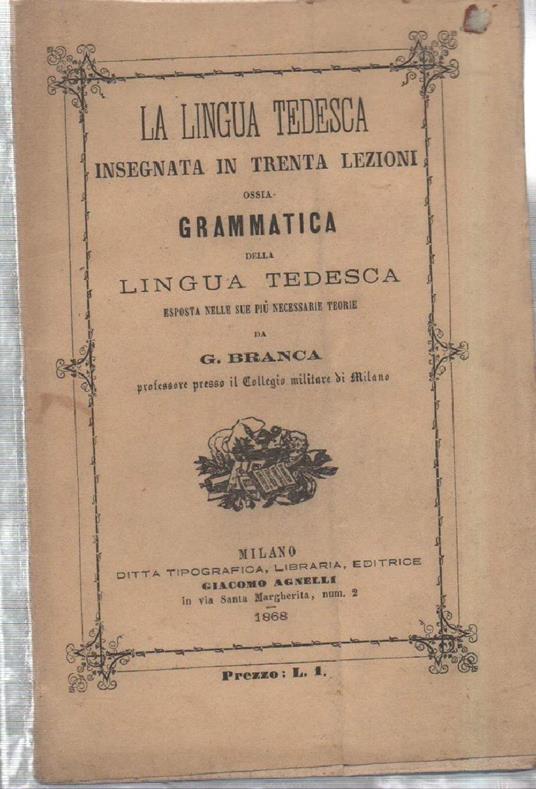 LA LINGUA TEDESCA
INSEGNATA IN TRENTA LEZIONI
OSSIA
GRAMMATICA
DELLA
LINGUA TEDESCA
ESPOSTA NELLE SUE PIÙ NECESSARIE TEORIE
DA
G. BRANCA
professore presso il Collegio militare di Milano
MILANO
DITTA TIPOGRAFICA, LIBRARIA, EDITRICE
GIACOMO AGNELLI
in via Santa Margherita, num. 2
1868
Prezzo: L. 1.